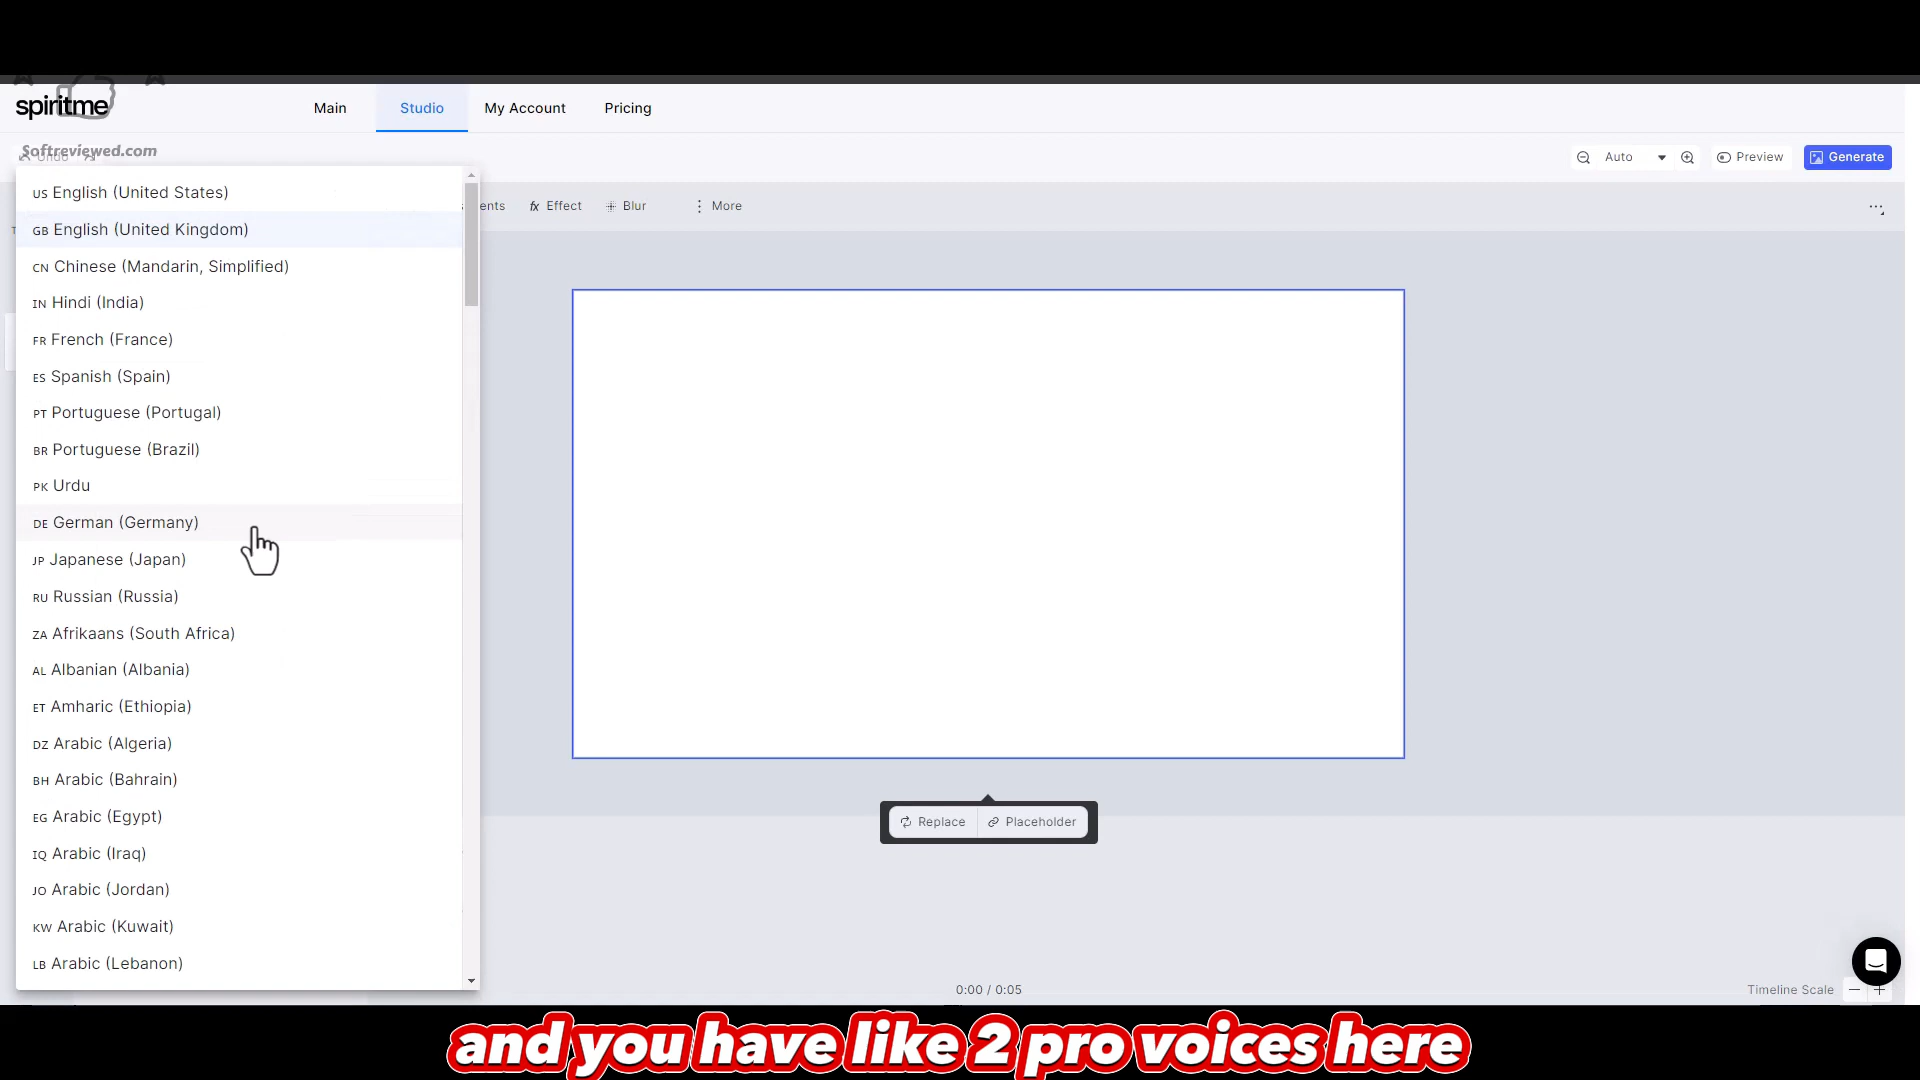 spiritme
Main
Studio
My Account
Pricing
Softreviewed.com
Undo
Auto
Preview
Generate
ents
fx Effect
Blur
More
US English (United States)
GB English (United Kingdom)
CN Chinese (Mandarin, Simplified)
IN Hindi (India)
FR French (France)
ES Spanish (Spain)
PT Portuguese (Portugal)
BR Portuguese (Brazil)
PK Urdu
DE German (Germany)
JP Japanese (Japan)
RU Russian (Russia)
ZA Afrikaans (South Africa)
AL Albanian (Albania)
ET Amharic (Ethiopia)
DZ Arabic (Algeria)
BH Arabic (Bahrain)
EG Arabic (Egypt)
IQ Arabic (Iraq)
JO Arabic (Jordan)
KW Arabic (Kuwait)
LB Arabic (Lebanon)
Replace
Placeholder
0:00 / 0:05
Timeline Scale
and you have like 2 pro voices here